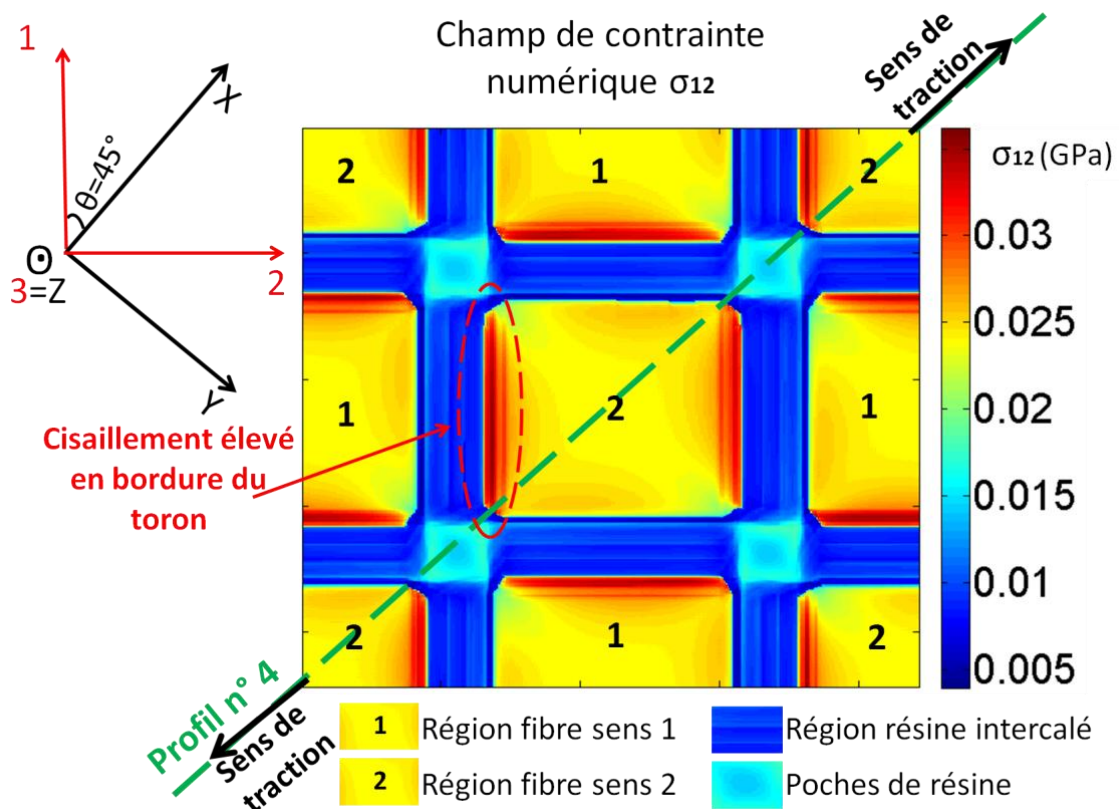 Champ de contrainte
numérique σ12
Sens de
traction
1
X
θ=45°
O
3=Z
2
Y
σ12 (GPa)
0.03
0.025
0.02
0.015
0.01
0.005
2
1
2
1
2
1
2
1
2
Cisaillement élevé
en bordure du
toron
Profil n° 4
Sens de
traction
1 Région fibre sens 1
2 Région fibre sens 2
Région résine intercalé
Poches de résine